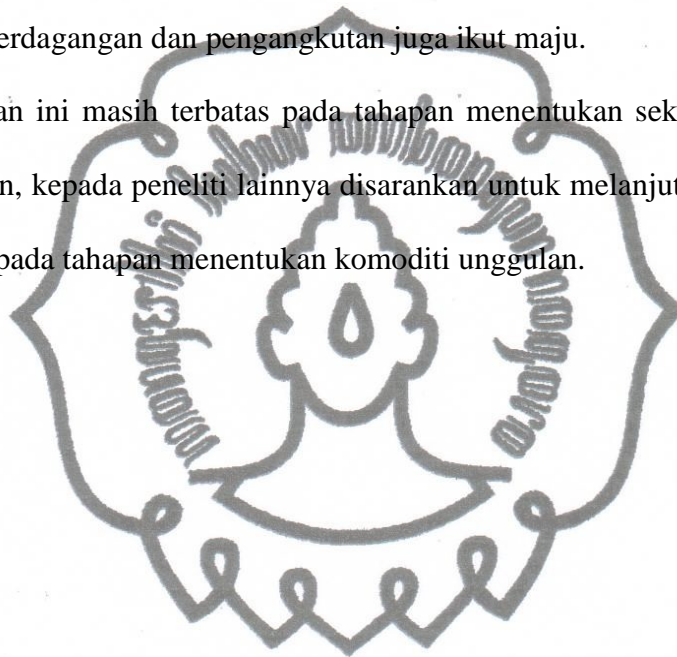 erdagangan dan pengangkutan juga ikut maju.
an ini masih terbatas pada tahapan menentukan sek
n, kepada peneliti lainnya disarankan untuk melanjut
pada tahapan menentukan komoditi unggulan.